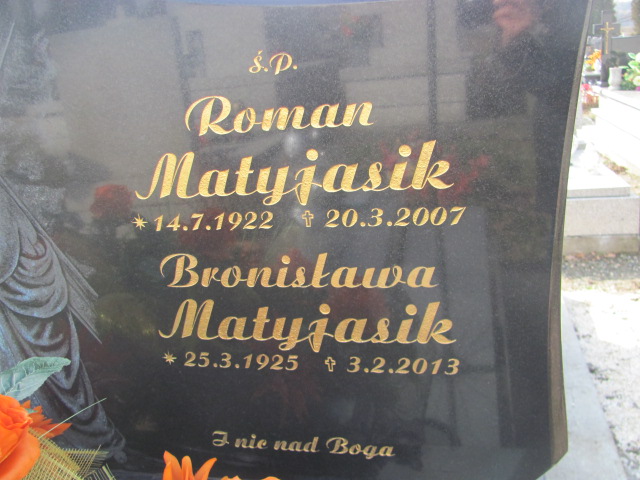 Ś.P.
Roman
Matyjasik
* 14.7.1922 ✝ 20.3.2007
Bronisława
Matyjasik
* 25.3.1925 ✝ 3.2.2013
I nic nad Boga